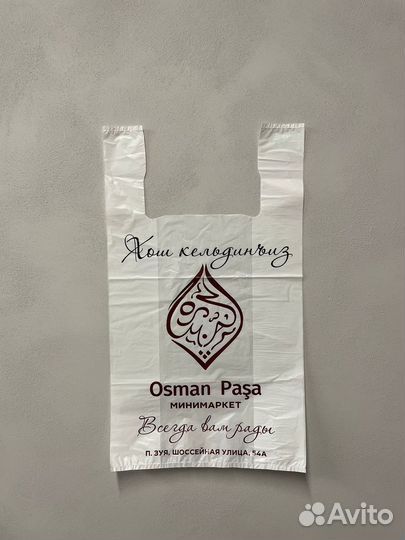 Хош кельдинъиз
Osman Paşa
МИНИМАРКЕТ
Всегда вам рады
П. ЗУЯ, ШОССЕЙНАЯ УЛИЦА, 54А
Avito